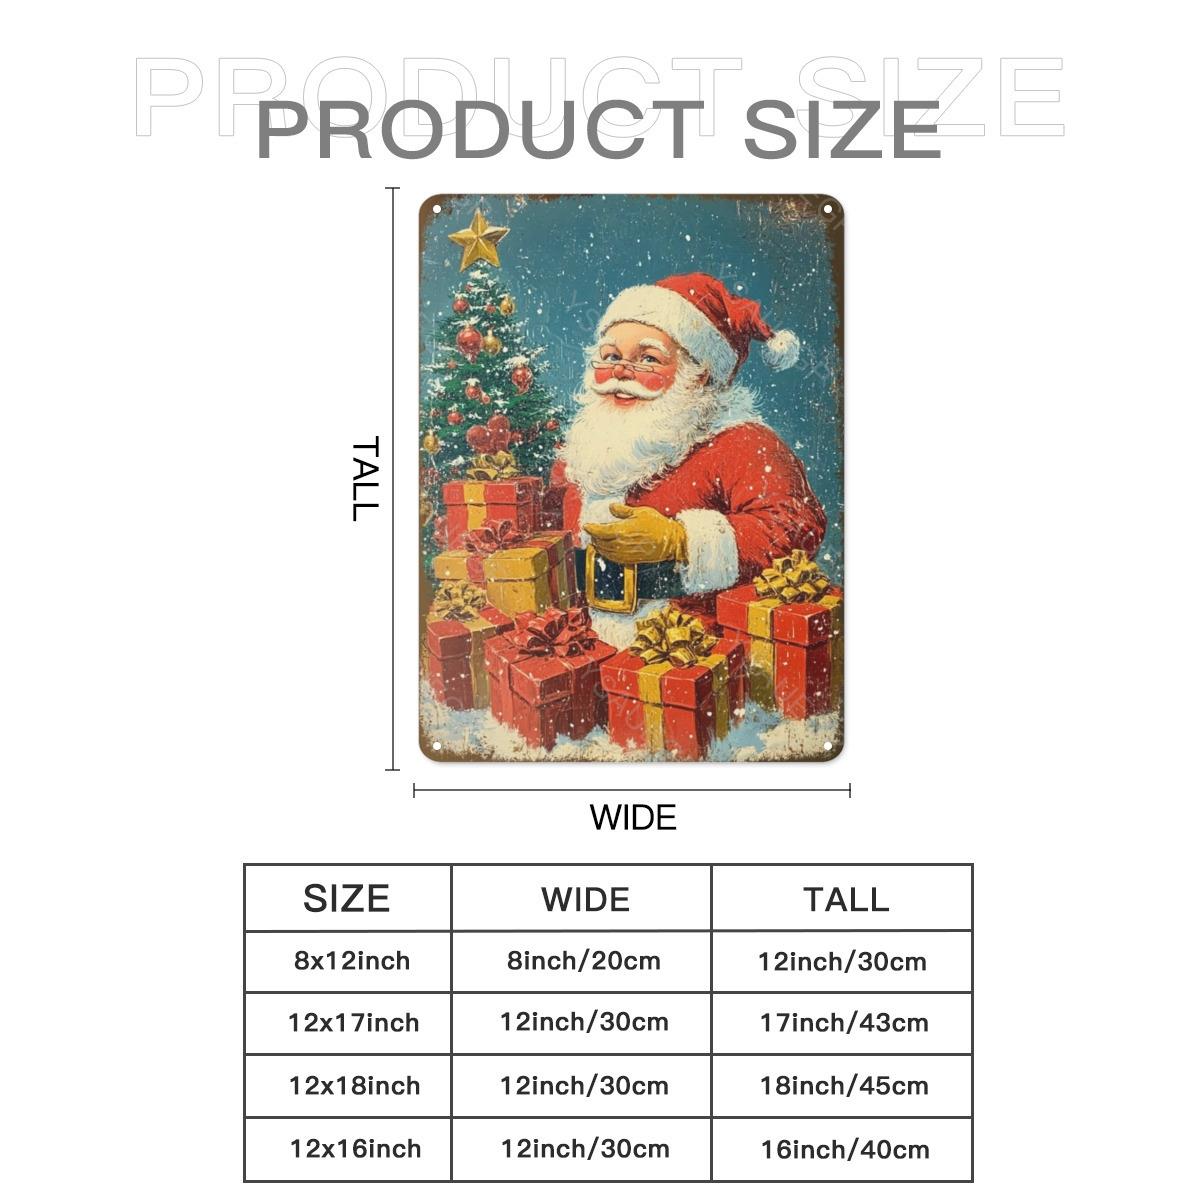 PRODUCT SIZE
PRODUCT SIZE
TALL
WIDE
SIZE WIDE TALL
8x12inch 8inch/20cm 12inch/30cm
12x17inch 12inch/30cm 17inch/43cm
12x18inch 12inch/30cm 18inch/45cm
12x16inch 12inch/30cm 16inch/40cm